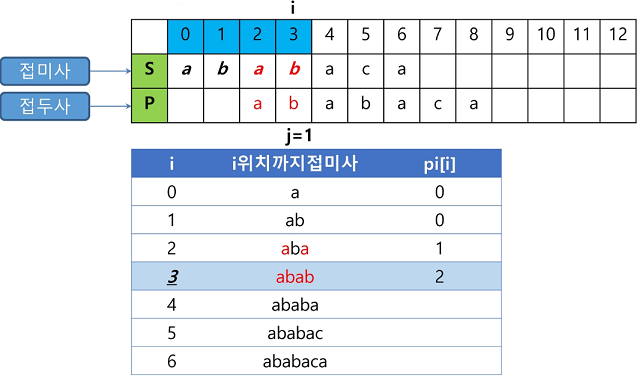 i
0 1 2 3 4 5 6 7 8 9 10 11 12
접미사 S a b a b a c a
접두사 P a b a b a c a
j=1
i i위치까지접미사 pi[i]
0 a 0
1 ab 0
2 aba 1
3 abab 2
4 ababa
5 ababac
6 ababaca